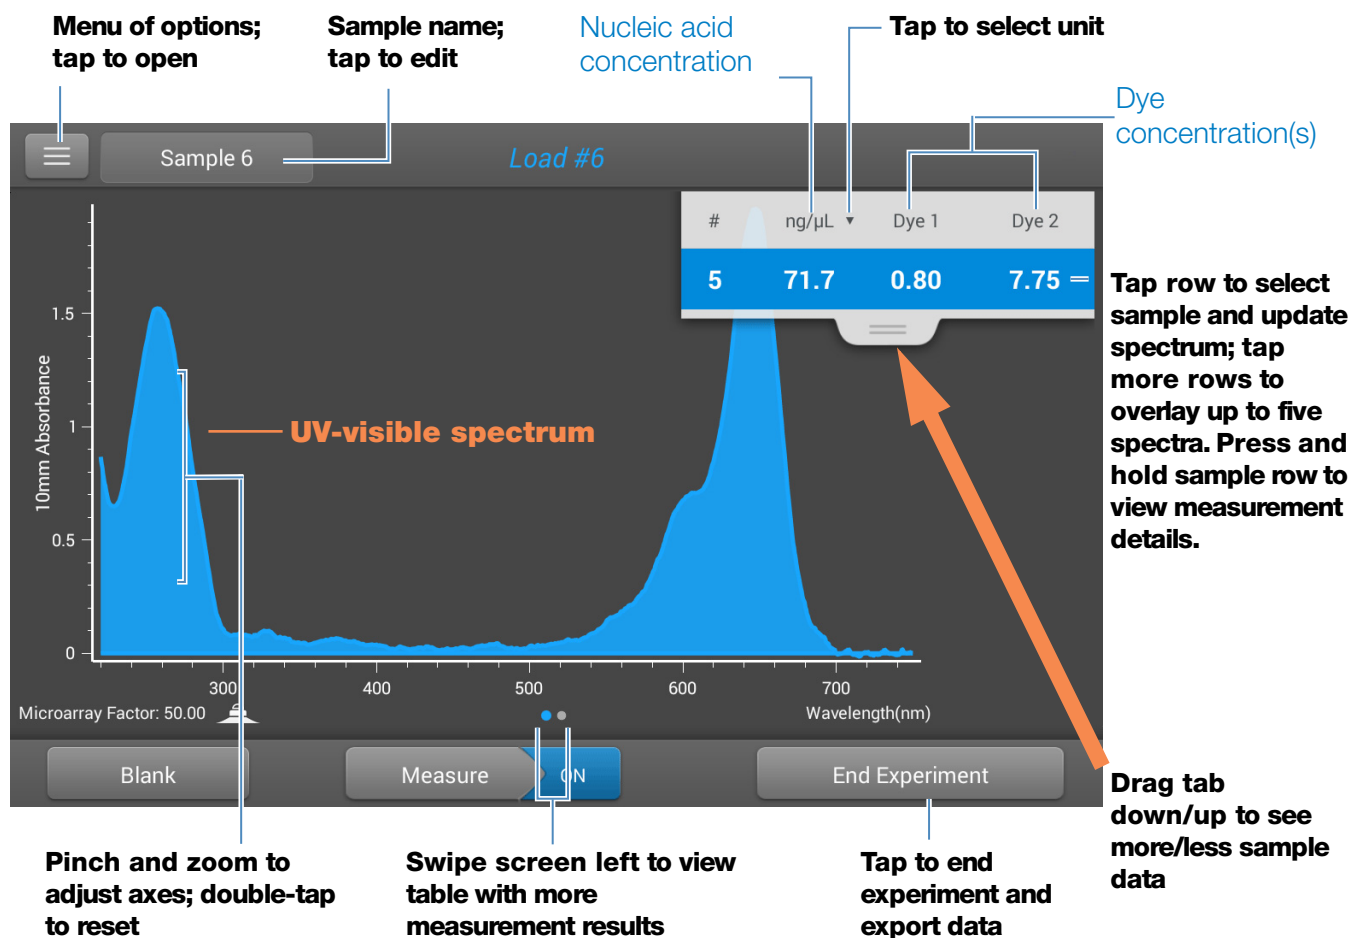 Menu of options;
tap to open
Sample name;
tap to edit
Nucleic acid
concentration
Tap to select unit
Dye
concentration(s)
Sample 6
Load #6
# ng/µL ▼ Dye 1 Dye 2
5 71.7 0.80 7.75
Tap row to select
sample and update
spectrum; tap
more rows to
overlay up to five
spectra. Press and
hold sample row to
view measurement
details.
1.5
1
0.5
0
10mm Absorbance
UV-visible spectrum
300 400 500 600 700
Microarray Factor: 50.00
Wavelength(nm)
Blank
Measure
ON
End Experiment
Drag tab
down/up to see
more/less sample
data
Pinch and zoom to
adjust axes; double-tap
to reset
Swipe screen left to view
table with more
measurement results
Tap to end
experiment and
export data